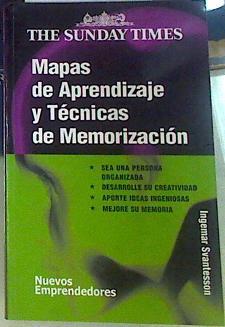 THE SUNDAY TIMES
Mapas
de Aprendizaje
y Técnicas
de Memorización
★ SEA UNA PERSONA
ORGANIZADA
★ DESARROLLE SU CREATIVIDAD
★ APORTE IDEAS INGENIOSAS
★ MEJORE SU MEMORIA
Ingemar Svantesson
Nuevos
Emprendedores